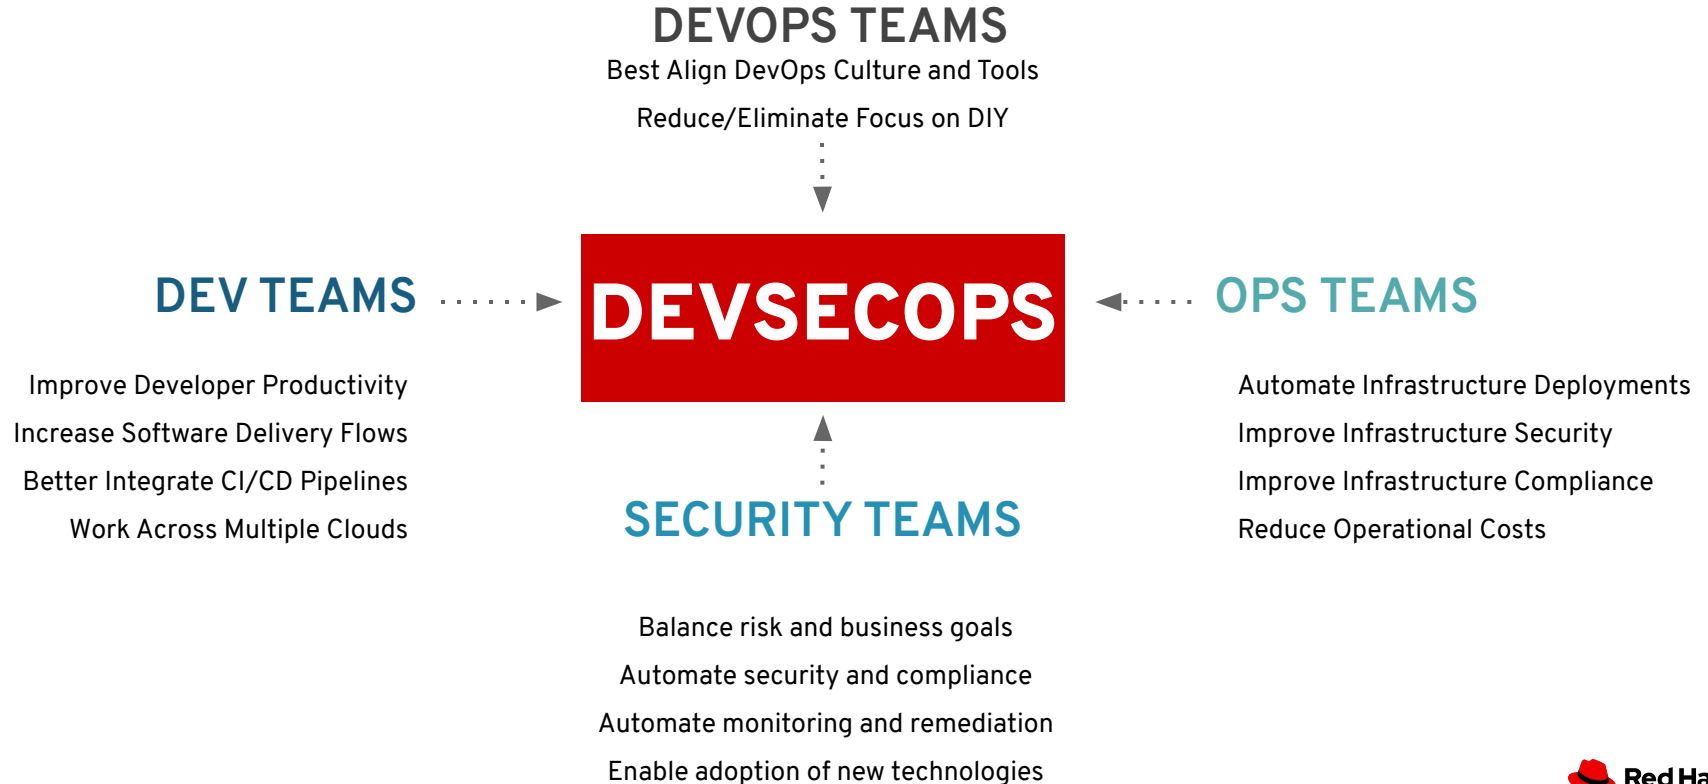 DEVOPS TEAMS
Best Align DevOps Culture and Tools
Reduce/Eliminate Focus on DIY
DEV TEAMS
DEVSECOPS
OPS TEAMS
Improve Developer Productivity
Increase Software Delivery Flows
Better Integrate CI/CD Pipelines
Work Across Multiple Clouds
Automate Infrastructure Deployments
Improve Infrastructure Security
Improve Infrastructure Compliance
Reduce Operational Costs
SECURITY TEAMS
Balance risk and business goals
Automate security and compliance
Automate monitoring and remediation
Enable adoption of new technologies
Red Ha